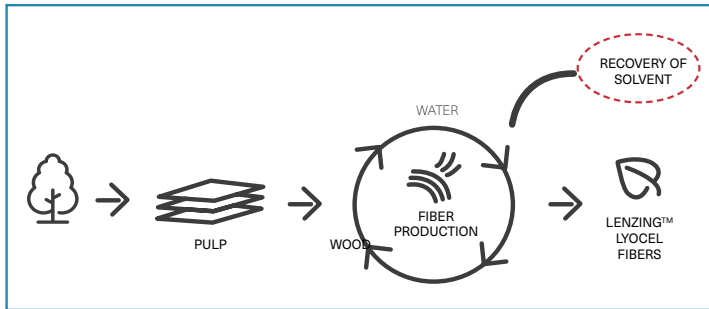 RECOVERY OF
SOLVENT
WATER
FIBER
PRODUCTION
PULP
WOOD
LENZING™
LYOCEL
FIBERS